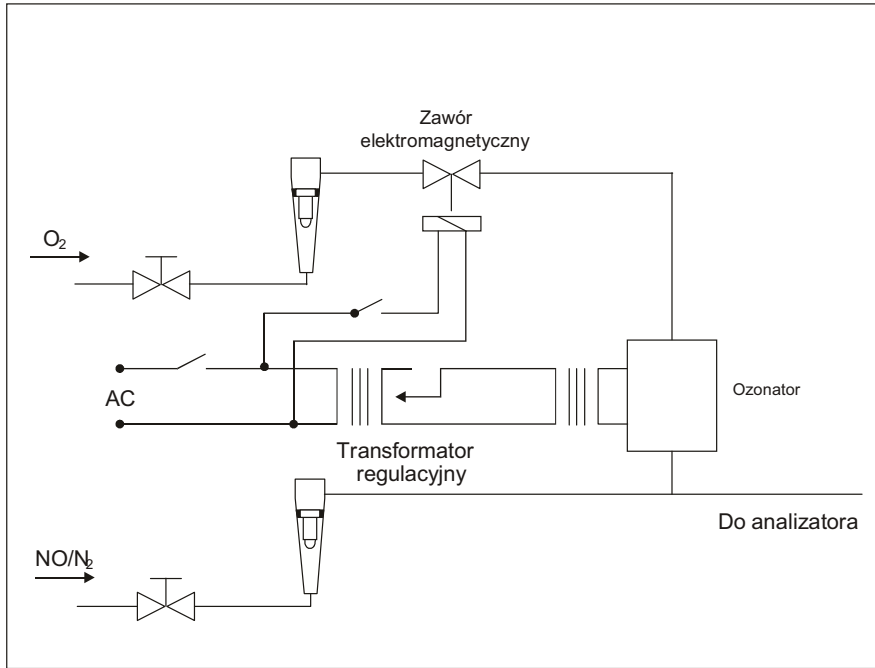 Zawór
elektromagnetyczny
O₂
AC
Ozonator
Transformator
regulacyjny
Do analizatora
NO/N₂